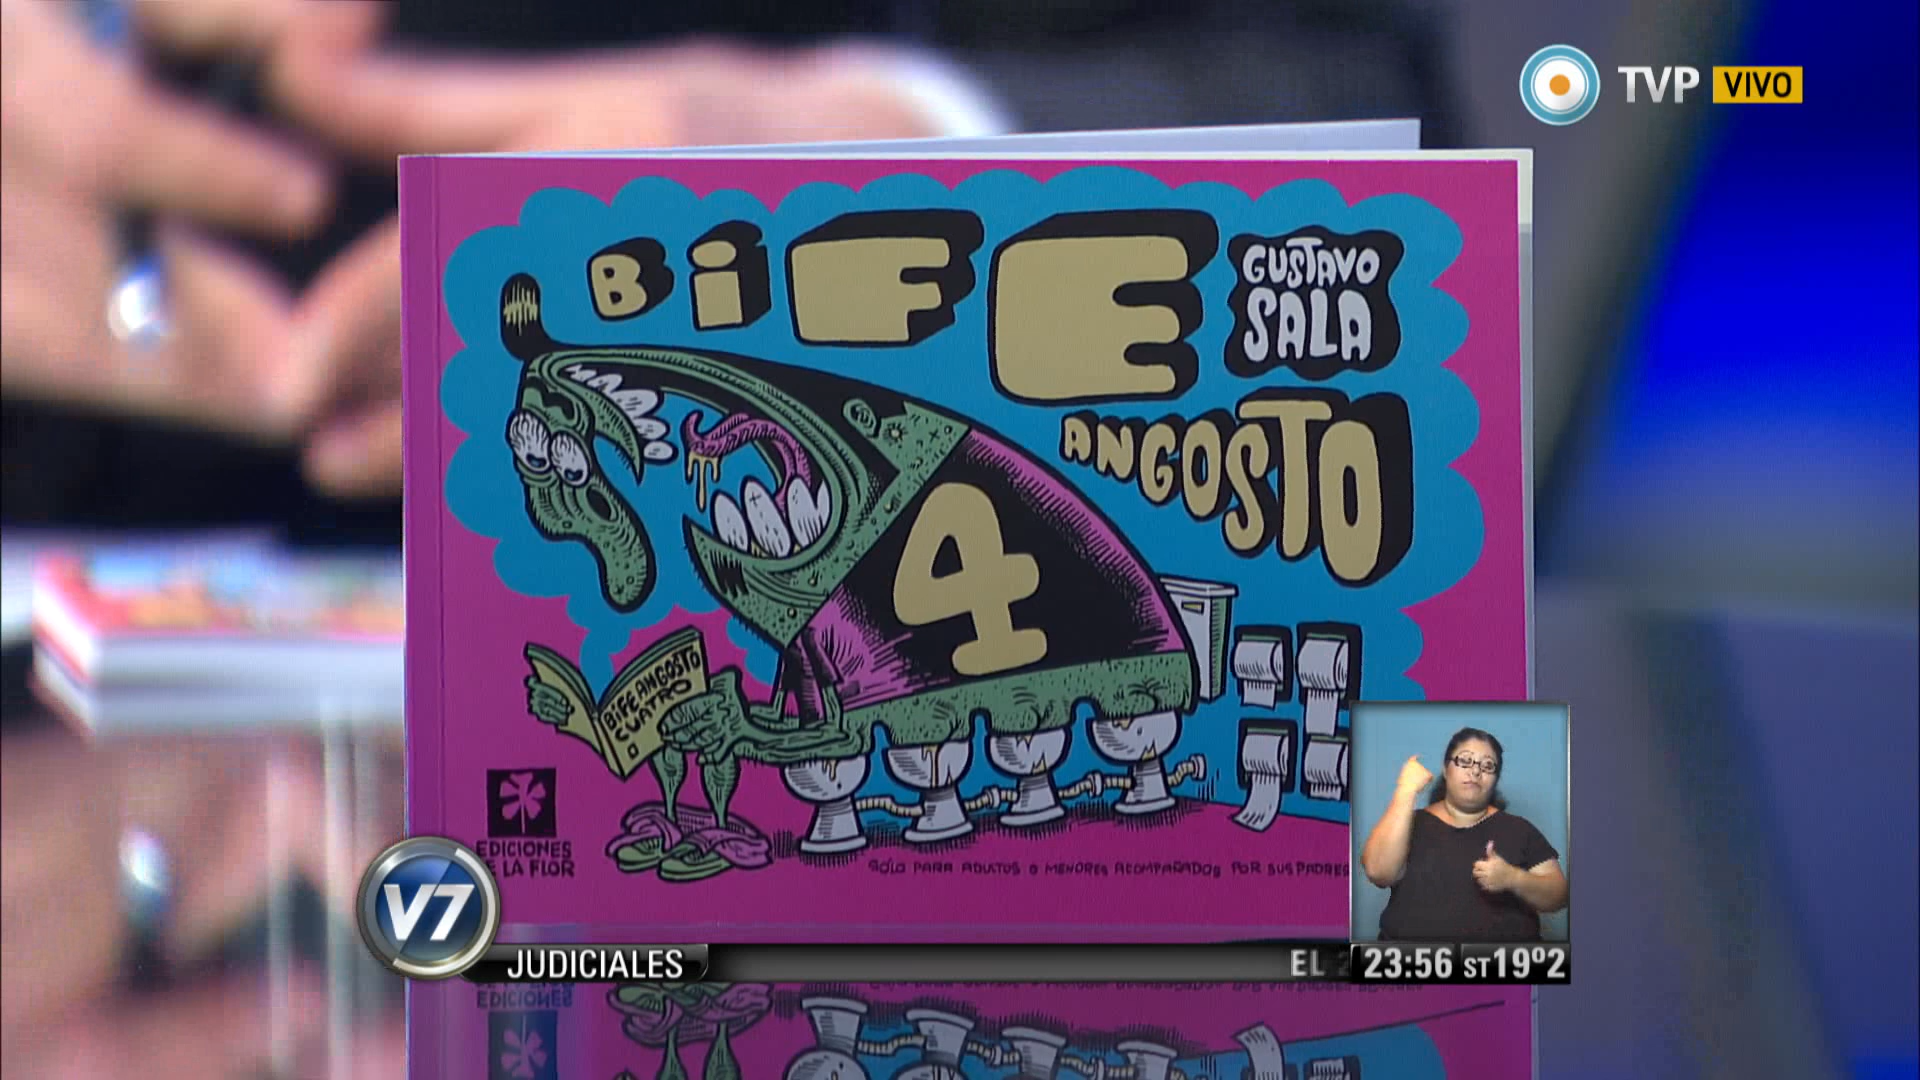 TVP VIVO
BiFE
GUSTAVO
SALA
ANGOSTO
4
BIFE ANGOSTO
CUATRO
EDICIONES
E LA FLOR
SÓLO PARA ADULTOS O MENORES ACOMPAÑADOS POR SUS PADRES
V7
JUDICIALES
EL
23:56 ST 19º2